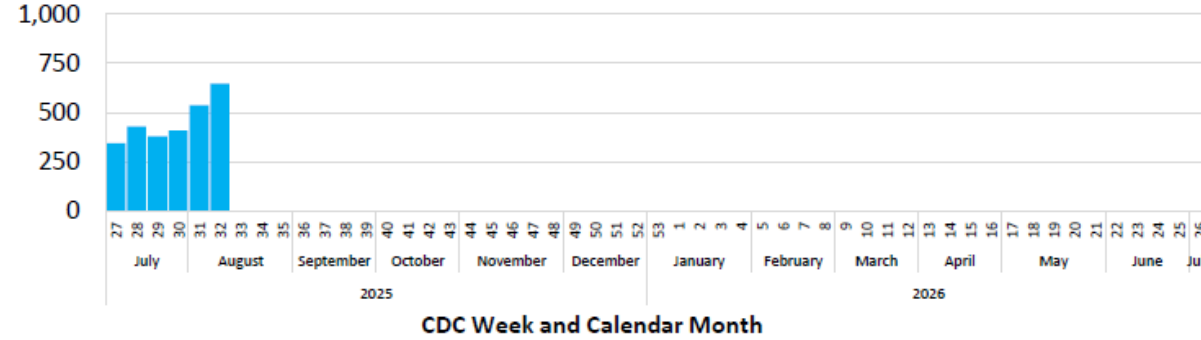 1,000
750
500
250
0
27 28 29 30 31 32 33 34 35 36 37 38 39 40 41 42 43 44 45 46 47 48 49 50 51 52 53 1 2 3 4 5 6 7 8 9 10 11 12 13 14 15 16 17 18 19 20 21 22 23 24 25 26
July August September October November December January February March April May June Ju
2025 2026
CDC Week and Calendar Month